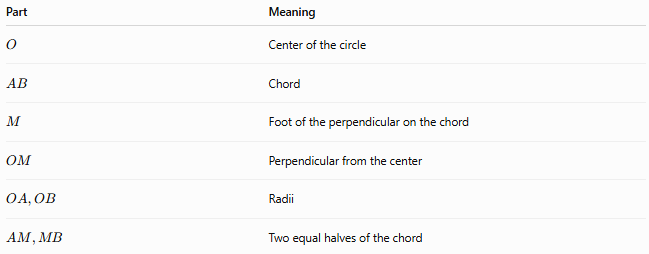 Part Meaning
O Center of the circle
AB Chord
M Foot of the perpendicular on the chord
OM Perpendicular from the center
OA, OB Radii
AM, MB Two equal halves of the chord